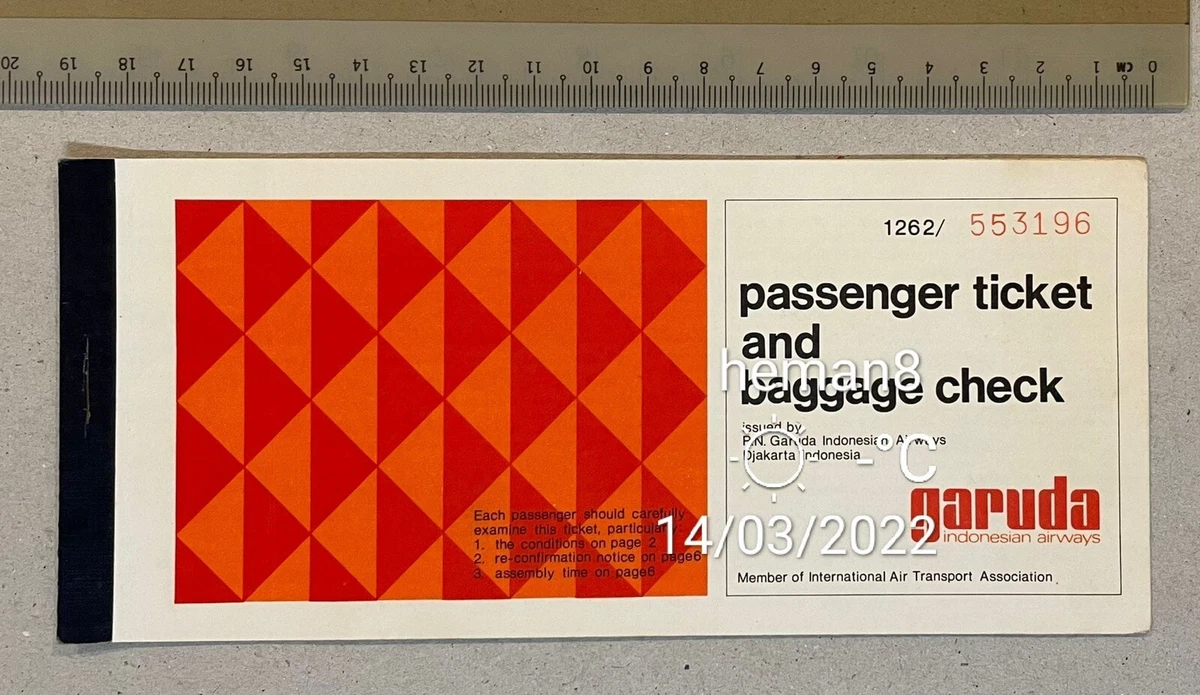 20 19 18 17 16 15 14 13 12 11 10 9 8 7 6 5 4 3 2 1 CM 0
1262/ 553196
passenger ticket
and
baggage check
heman8
issued by
P.N. Garuda Indonesian Airways
Djakarta Indonesia
-°C
garuda
indonesian airways
14/03/2022
Member of International Air Transport Association
Each passenger should carefully
examine this ticket, particularly:
1. the conditions on page 2
2. re-confirmation notice on page6
3. assembly time on page6